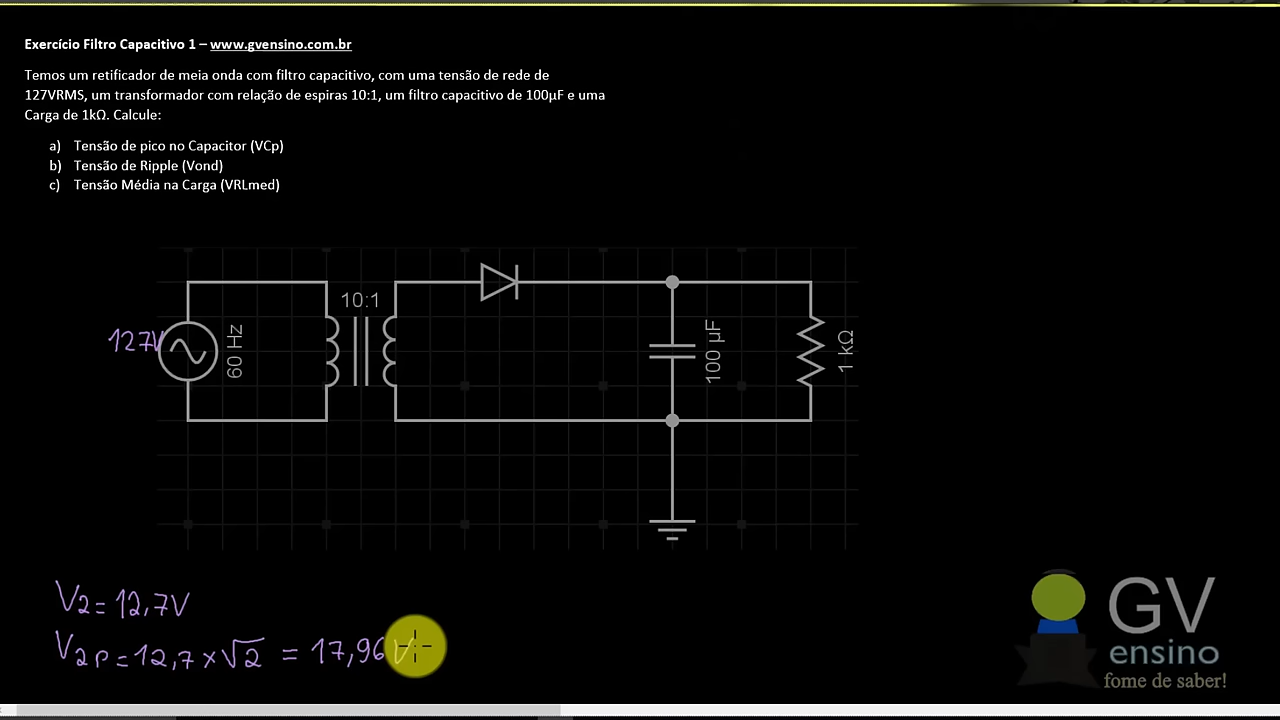 Exercício Filtro Capacitivo 1 – www.gvensino.com.br
Temos um retificador de meia onda com filtro capacitivo, com uma tensão de rede de
127VRMS, um transformador com relação de espiras 10:1, um filtro capacitivo de 100µF e uma
Carga de 1kΩ. Calcule:
a) Tensão de pico no Capacitor (VCp)
b) Tensão de Ripple (Vond)
c) Tensão Média na Carga (VRLmed)
10:1
127V
60 Hz
100 µF
1 kΩ
V2 = 12,7V
V2P = 12,7 x √2 = 17,96 V
GV
ensino
fome de saber!